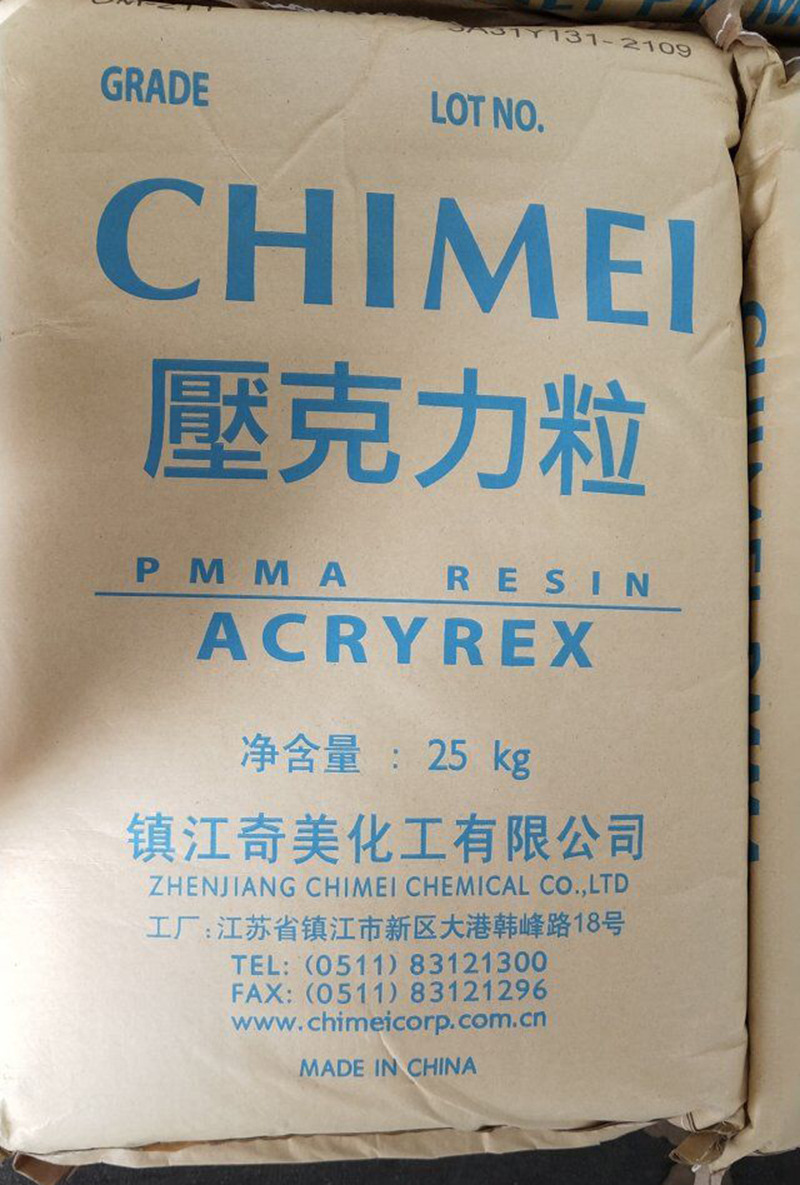 3A31Y131-2109
GRADE
LOT NO.
CHIMEI
壓克力粒
PMMA RESIN
ACRYREX
净含量 : 25 kg
镇江奇美化工有限公司
ZHENJIANG CHIMEI CHEMICAL CO.,LTD
工厂:江苏省镇江市新区大港韩峰路18号
TEL: (0511) 83121300
FAX: (0511) 83121296
www.chimeicorp.com.cn
MADE IN CHINA